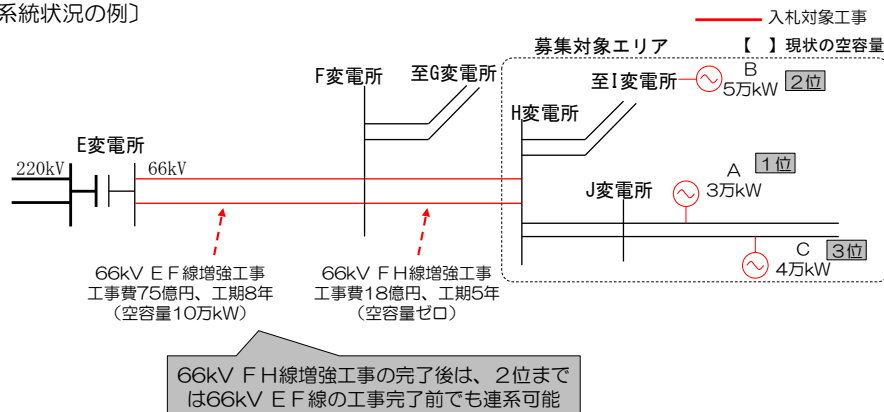 系統状況の例〕
入札対象工事
【　】現状の空容量
募集対象エリア
F変電所
至G変電所
至I変電所
B
5万kW
2位
H変電所
E変電所
220kV
66kV
J変電所
A
1位
3万kW
C
3位
4万kW
66kV EF線増強工事
工事費75億円、工期8年
（空容量10万kW）
66kV FH線増強工事
工事費18億円、工期5年
（空容量ゼロ）
66kV FH線増強工事の完了後は、2位まで
は66kV EF線の工事完了前でも連系可能